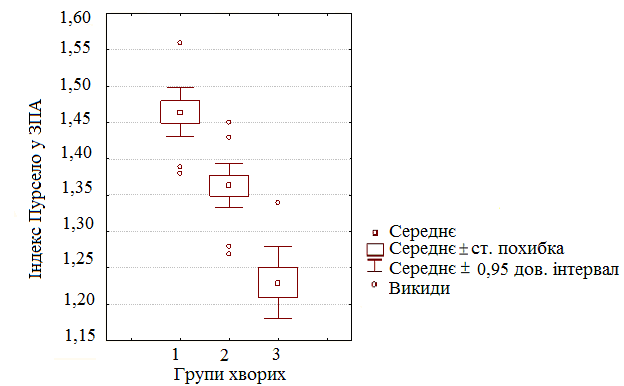 1,60
1,55
1,50
1,45
1,40
1,35
1,30
1,25
1,20
1,15
Індекс Пурсело у ЗПА
1 2 3
Групи хворих
Середнє
Середнє ± ст. похибка
Середнє ± 0,95 дов. інтервал
Викиди